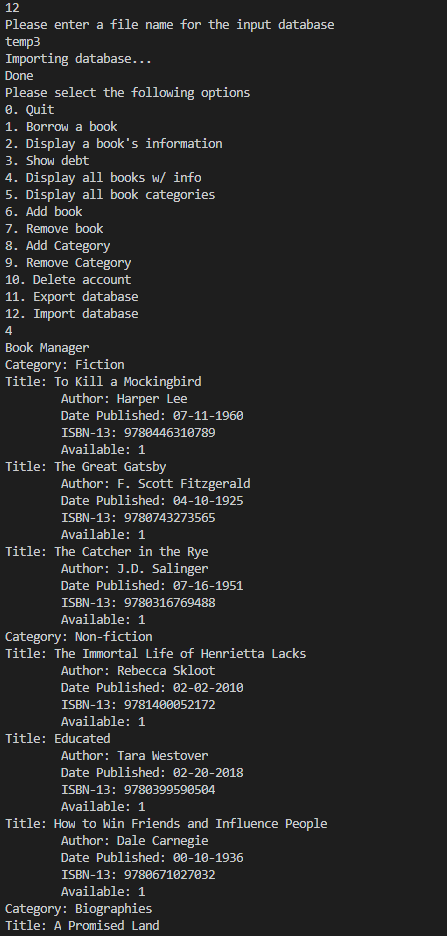 12
Please enter a file name for the input database
temp3
Importing database...
Done
Please select the following options
0. Quit
1. Borrow a book
2. Display a book's information
3. Show debt
4. Display all books w/ info
5. Display all book categories
6. Add book
7. Remove book
8. Add Category
9. Remove Category
10. Delete account
11. Export database
12. Import database
4
Book Manager
Category: Fiction
Title: To Kill a Mockingbird
Author: Harper Lee
Date Published: 07-11-1960
ISBN-13: 9780446310789
Available: 1
Title: The Great Gatsby
Author: F. Scott Fitzgerald
Date Published: 04-10-1925
ISBN-13: 9780743273565
Available: 1
Title: The Catcher in the Rye
Author: J.D. Salinger
Date Published: 07-16-1951
ISBN-13: 9780316769488
Available: 1
Category: Non-fiction
Title: The Immortal Life of Henrietta Lacks
Author: Rebecca Skloot
Date Published: 02-02-2010
ISBN-13: 9781400052172
Available: 1
Title: Educated
Author: Tara Westover
Date Published: 02-20-2018
ISBN-13: 9780399590504
Available: 1
Title: How to Win Friends and Influence People
Author: Dale Carnegie
Date Published: 00-10-1936
ISBN-13: 9780671027032
Available: 1
Category: Biographies
Title: A Promised Land